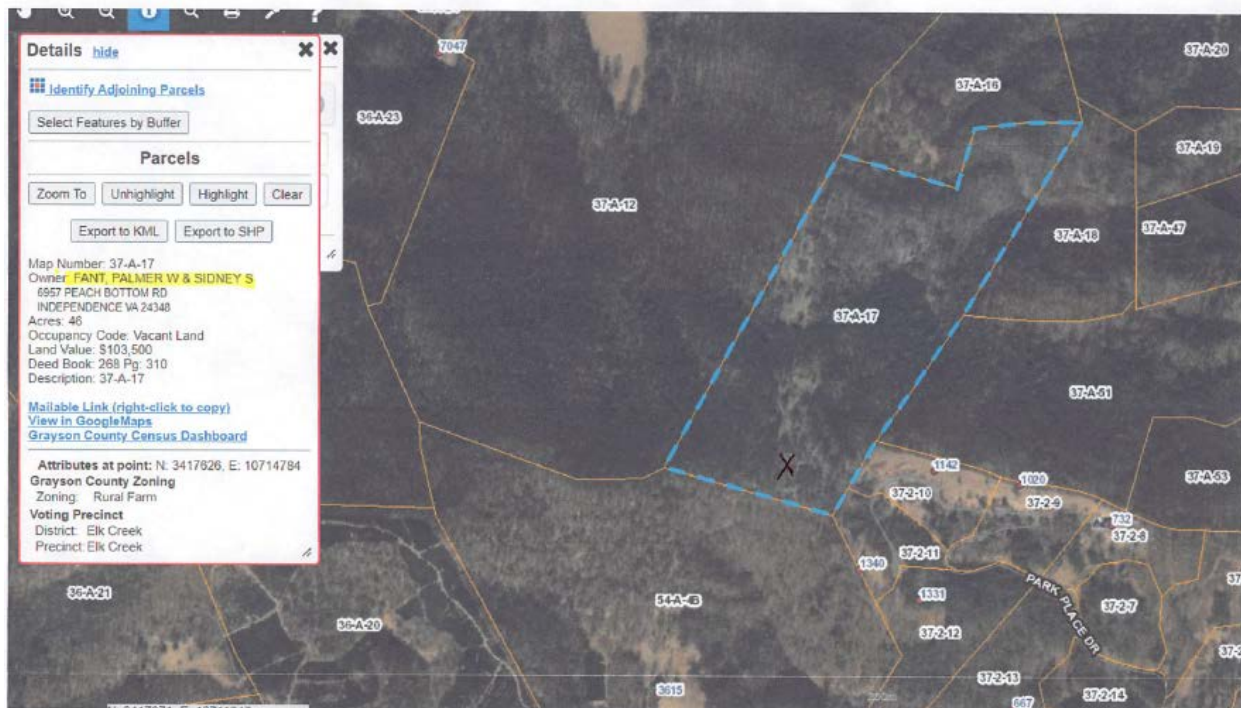 Details hide
Identify Adjoining Parcels
Select Features by Buffer
Parcels
Zoom To Unhighlight Highlight Clear
Export to KML Export to SHP
Map Number: 37-A-17
Owner: FANT, PALMER W & SIDNEY S
6957 PEACH BOTTOM RD
INDEPENDENCE VA 24348
Acres: 46
Occupancy Code: Vacant Land
Land Value: $103,500
Deed Book: 268 Pg: 310
Description: 37-A-17
Mailable Link (right-click to copy)
View in GoogleMaps
Grayson County Census Dashboard
Attributes at point: N: 3417626, E: 10714784
Grayson County Zoning
Zoning: Rural Farm
Voting Precinct
District: Elk Creek
Precinct: Elk Creek
7047
36-A-23
37-A-12
37-A-16
37-A-20
37-A-19
37-A-47
37-A-18
37-A-17
37-A-51
X
1142
1020
37-A-53
37-2-10
37-2-9
732
37-2-8
37-2-11
1340
PARK PLACE DR
36-A-21
36-A-20
54-A-4B
1331
37-2-12
37-2-7
37-2-13
3615
667
37-2-14